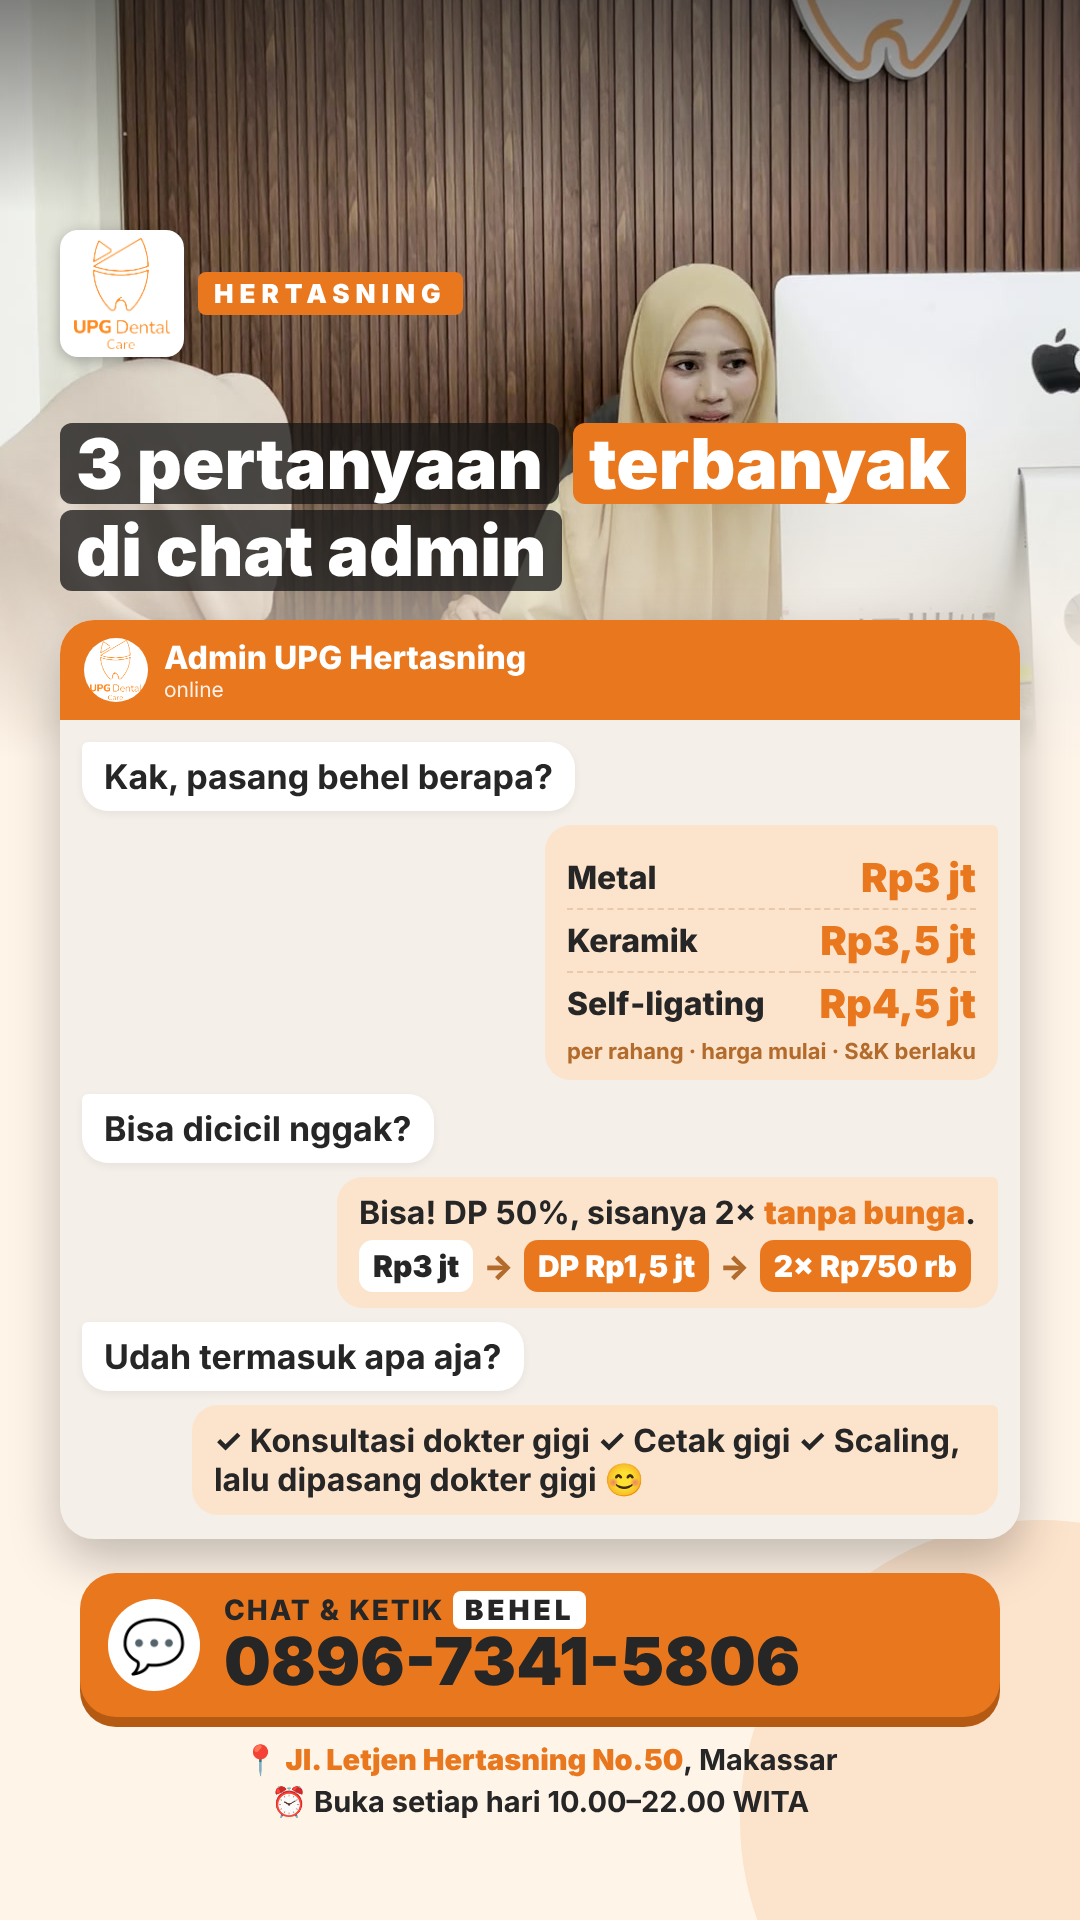 UPG Dental
Care
HERTASNING
3 pertanyaan terbanyak
di chat admin
UPG Dental
Care
Admin UPG Hertasning
online
Kak, pasang behel berapa?
Metal Rp3 jt
Keramik Rp3,5 jt
Self-ligating Rp4,5 jt
per rahang · harga mulai · S&K berlaku
Bisa dicicil nggak?
Bisa! DP 50%, sisanya 2× tanpa bunga.
Rp3 jt → DP Rp1,5 jt → 2× Rp750 rb
Udah termasuk apa aja?
✓ Konsultasi dokter gigi ✓ Cetak gigi ✓ Scaling,
lalu dipasang dokter gigi 😊
CHAT & KETIK BEHEL
0896-7341-5806
📍 Jl. Letjen Hertasning No.50, Makassar
⏰ Buka setiap hari 10.00–22.00 WITA